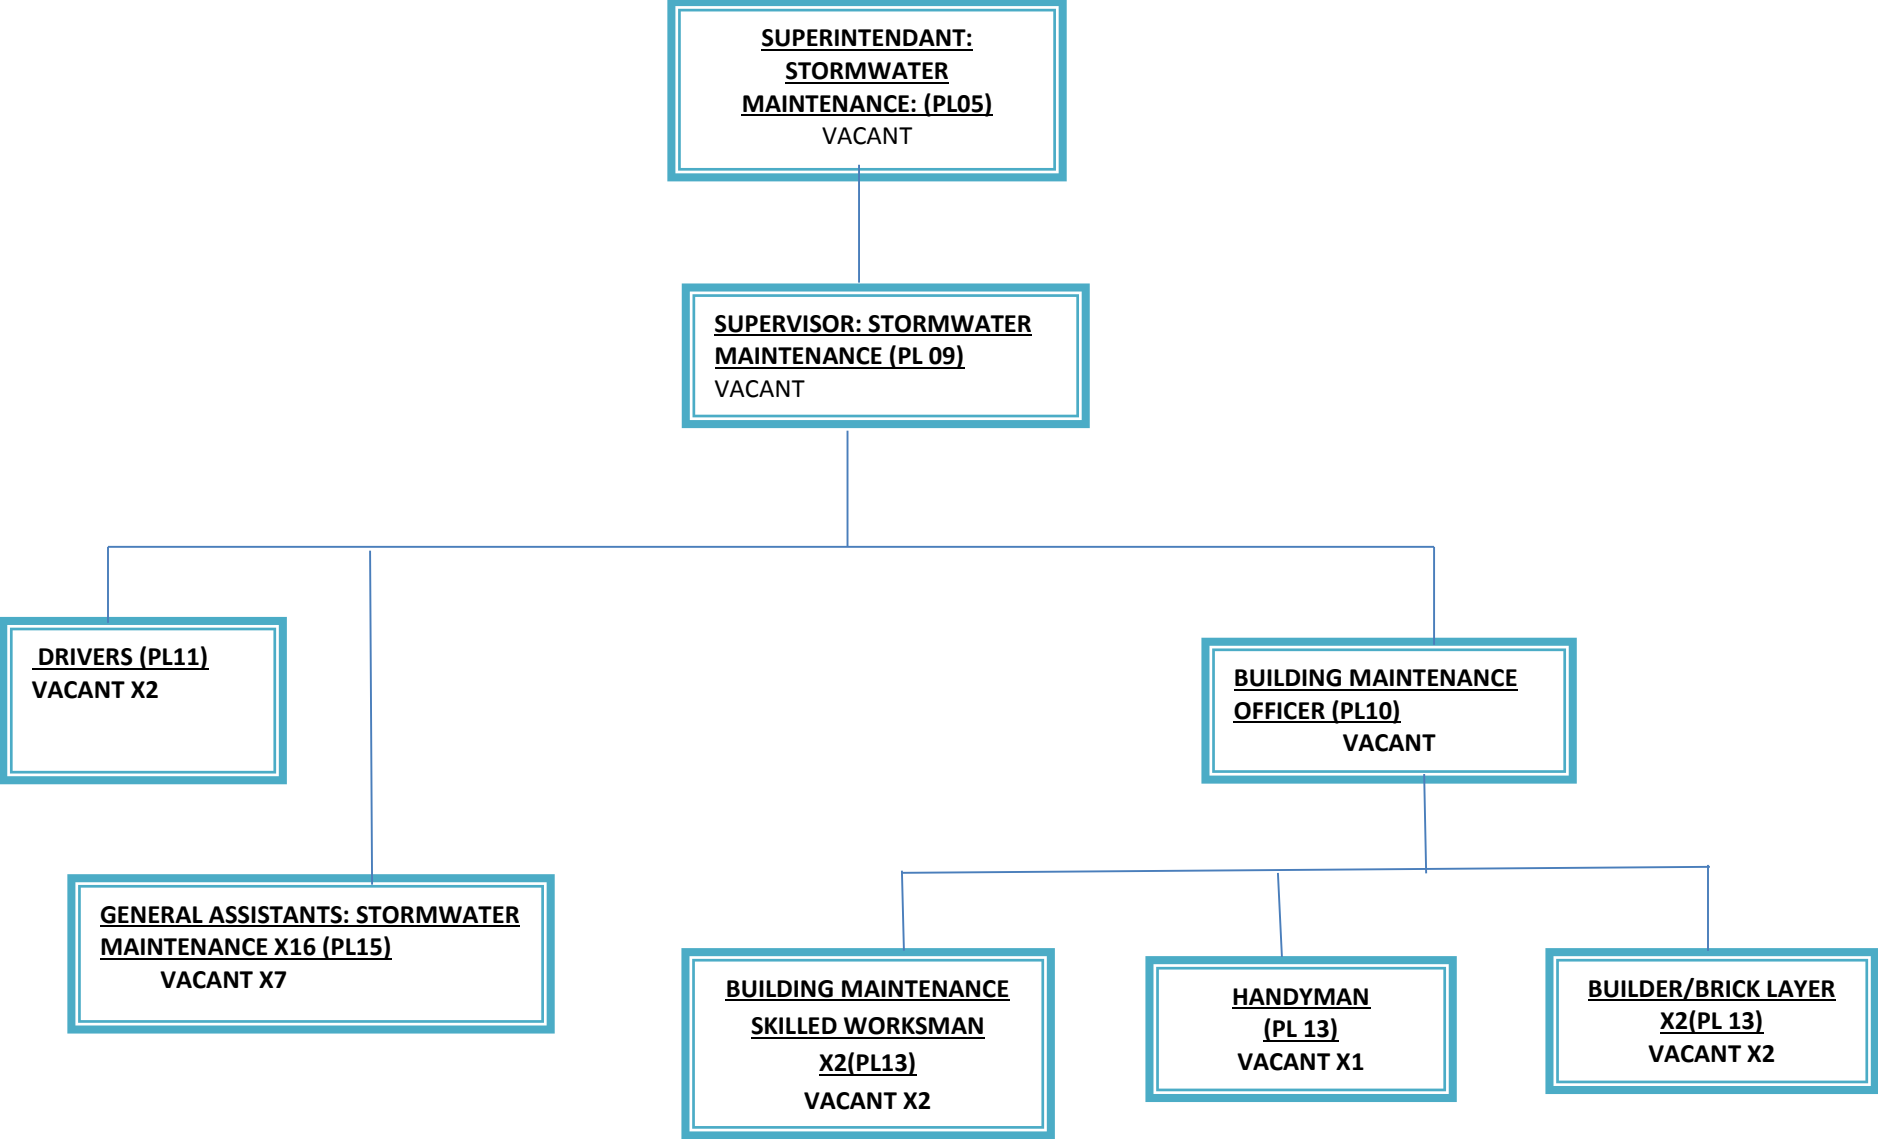 SUPERINTENDANT:
STORMWATER
MAINTENANCE: (PL05)
VACANT
SUPERVISOR: STORMWATER
MAINTENANCE (PL 09)
VACANT
DRIVERS (PL11)
VACANT X2
BUILDING MAINTENANCE
OFFICER (PL10)
VACANT
GENERAL ASSISTANTS: STORMWATER
MAINTENANCE X16 (PL15)
VACANT X7
BUILDING MAINTENANCE
SKILLED WORKSMAN
X2(PL13)
VACANT X2
HANDYMAN
(PL 13)
VACANT X1
BUILDER/BRICK LAYER
X2(PL 13)
VACANT X2